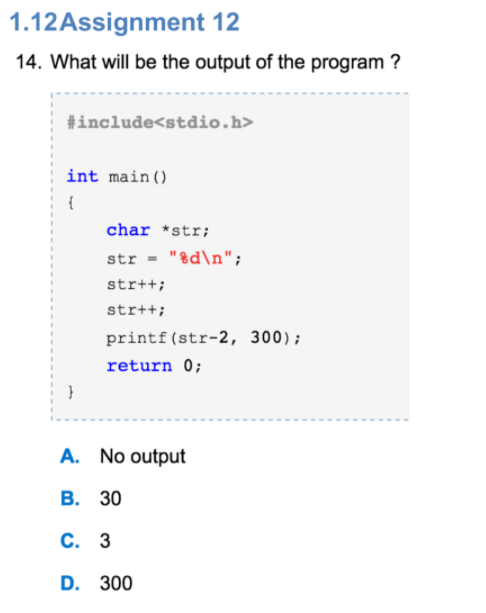 1.12Assignment 12
14. What will be the output of the program ?
#include<stdio.h>
int main()
{
char *str;
str = "%d\n";
str++;
str++;
printf(str-2, 300);
return 0;
}
A. No output
B. 30
C. 3
D. 300